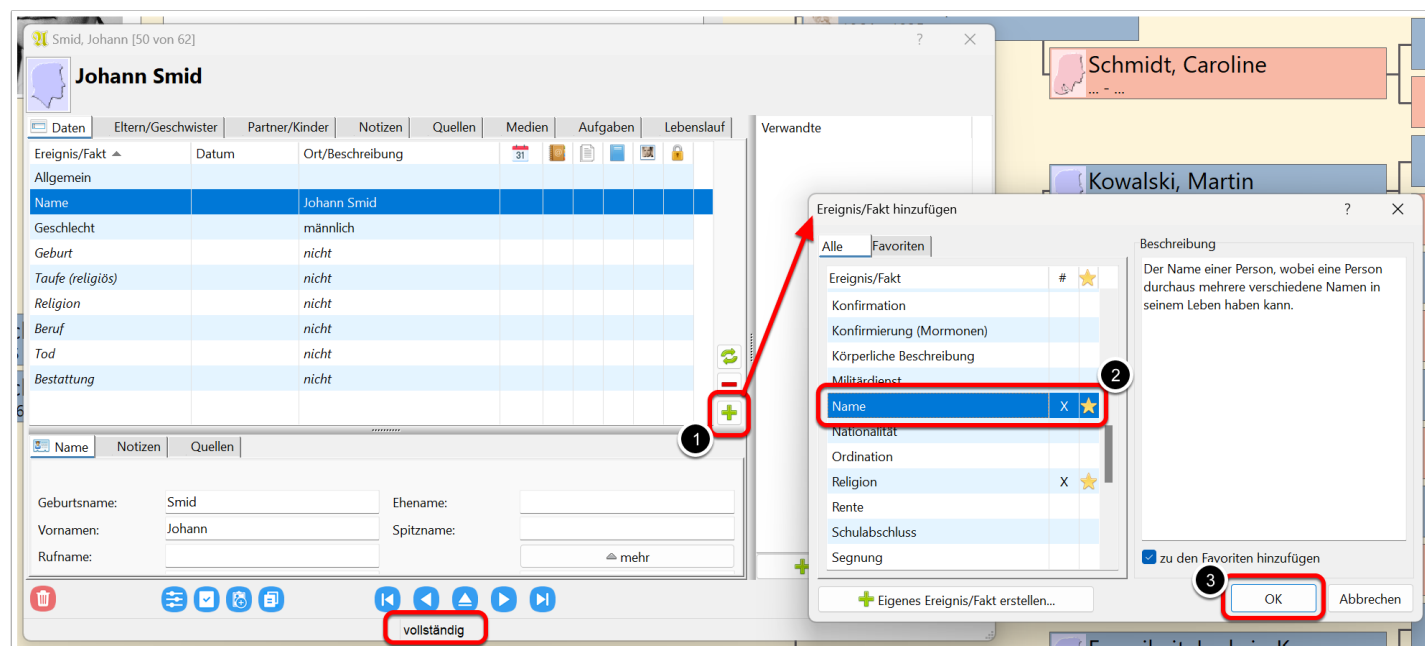 Smid, Johann [50 von 62] ? ×
Johann Smid
Daten Eltern/Geschwister Partner/Kinder Notizen Quellen Medien Aufgaben Lebenslauf
Ereignis/Fakt Datum Ort/Beschreibung 31
Allgemein
Name Johann Smid
Geschlecht männlich
Geburt nicht
Taufe (religiös) nicht
Religion nicht
Beruf nicht
Tod nicht
Bestattung nicht
1
Name Notizen Quellen
Geburtsname: Smid Ehename:
Vornamen: Johann Spitzname:
Rufname: mehr
vollständig
Verwandte
Schmidt, Caroline
... - ...
Kowalski, Martin
Ereignis/Fakt hinzufügen ? ×
Alle Favoriten
Ereignis/Fakt #
Konfirmation
Konfirmierung (Mormonen)
Körperliche Beschreibung
Militärdienst
2
Name X
Nationalität
Ordination
Religion X
Rente
Schulabschluss
Segnung
Eigenes Ereignis/Fakt erstellen...
Beschreibung
Der Name einer Person, wobei eine Person
durchaus mehrere verschiedene Namen in
seinem Leben haben kann.
zu den Favoriten hinzufügen
3
OK Abbrechen